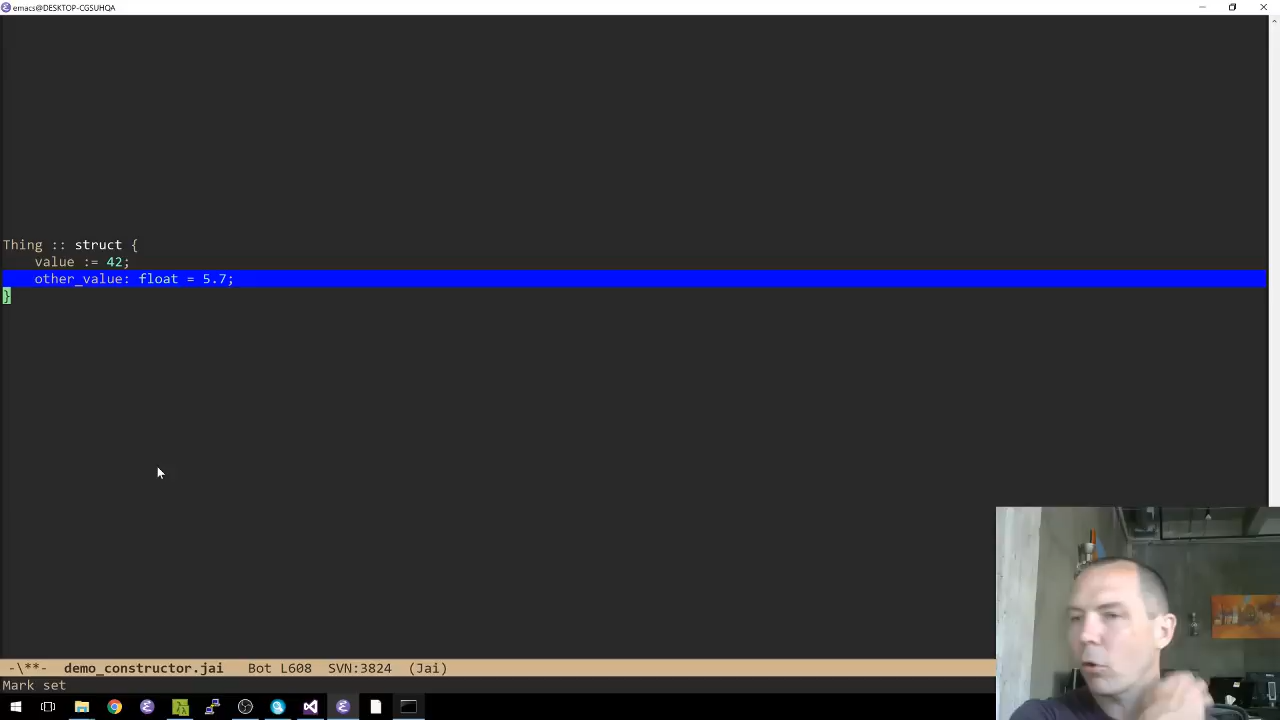 emacs@DESKTOP-CGSUHQA
Thing :: struct {
    value := 42;
    other_value: float = 5.7;
}
-\**-  demo_constructor.jai   Bot L608   SVN:3824  (Jai)
Mark set